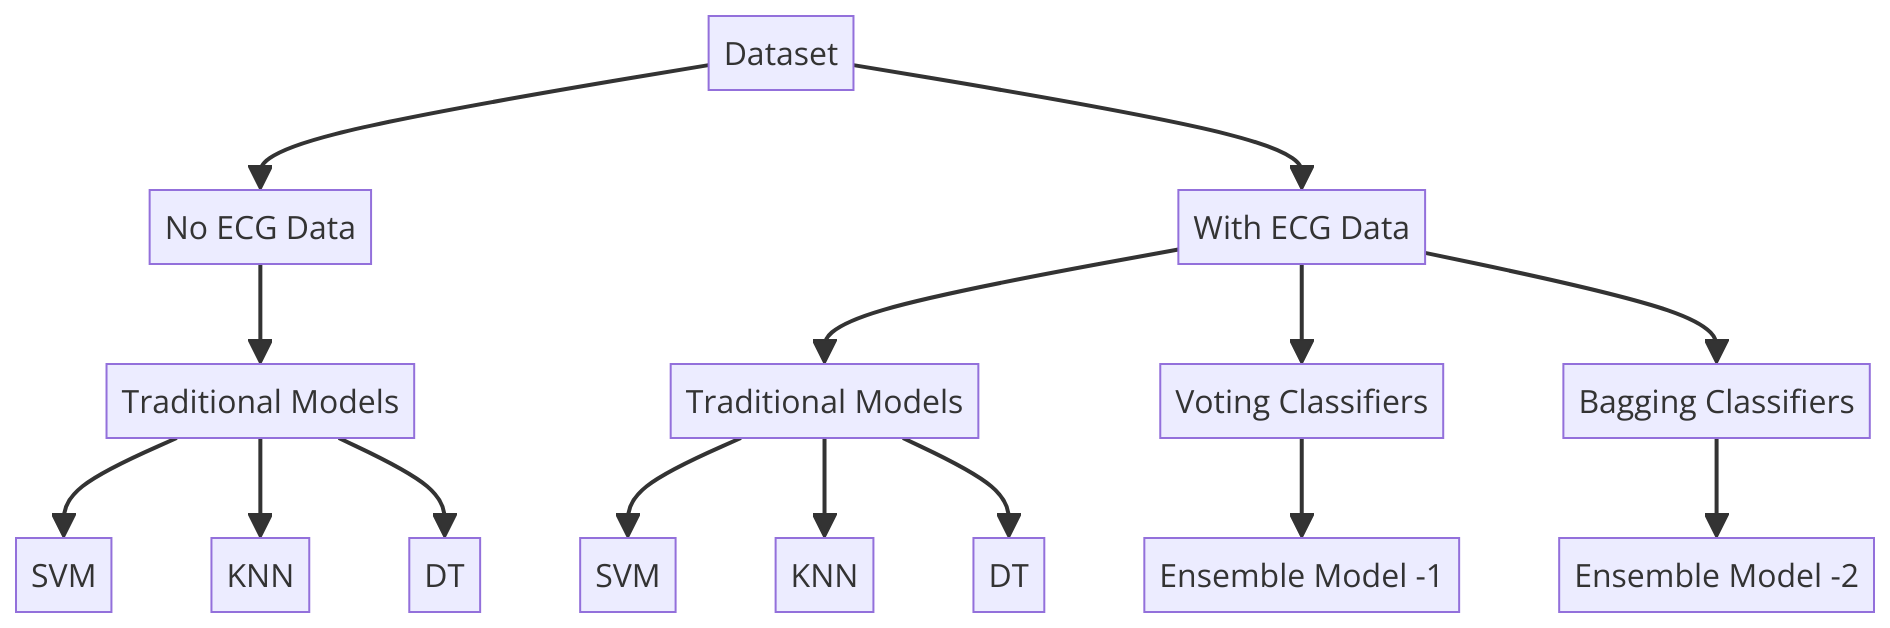 Dataset
No ECG Data
With ECG Data
Traditional Models
Traditional Models
Voting Classifiers
Bagging Classifiers
SVM
KNN
DT
SVM
KNN
DT
Ensemble Model -1
Ensemble Model -2